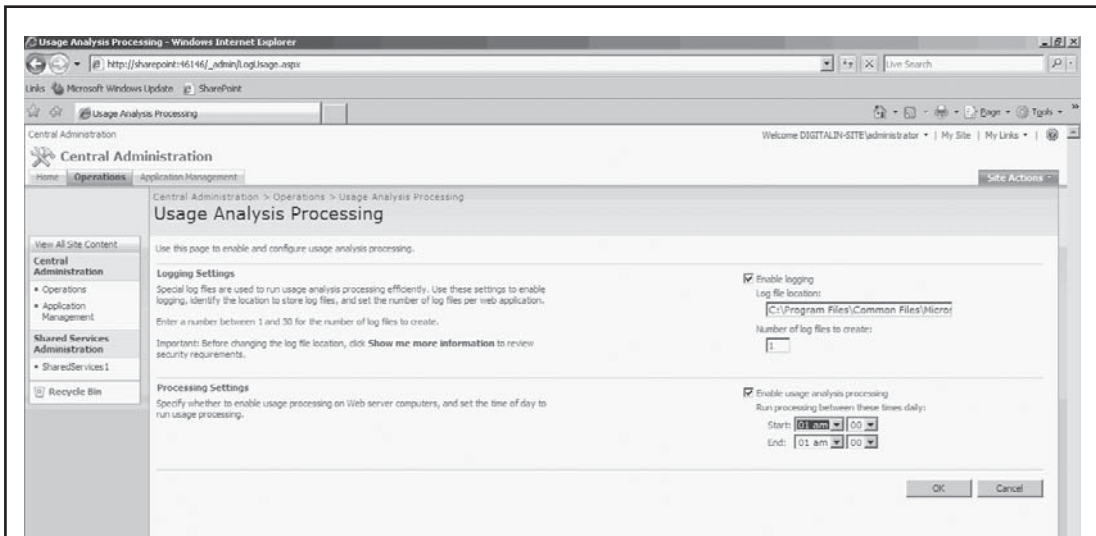 Usage Analysis Processing - Windows Internet Explorer
http://sharepoint:46146/_admin/LogUsage.aspx
Live Search
Links Microsoft Windows Update SharePoint
Usage Analysis Processing
Page Tools
Central Administration
Welcome DIGITALIN-SITE\administrator | My Site | My Links |
Central Administration
Home Operations Application Management
Site Actions
Central Administration > Operations > Usage Analysis Processing
Usage Analysis Processing
View All Site Content
Central Administration
• Operations
• Application Management
Shared Services Administration
• SharedServices1
Recycle Bin
Use this page to enable and configure usage analysis processing.
Logging Settings
Special log files are used to run usage analysis processing efficiently. Use these settings to enable
logging, identify the location to store log files, and set the number of log files per web application.
Enter a number between 1 and 30 for the number of log files to create.
Important: Before changing the log file location, click Show me more information to review
security requirements.
Enable logging
Log file location:
C:\Program Files\Common Files\Micros
Number of log files to create:
1
Processing Settings
Specify whether to enable usage processing on Web server computers, and set the time of day to
run usage processing.
Enable usage analysis processing
Run processing between these times daily:
Start: 01 am 00
End: 01 am 00
OK Cancel